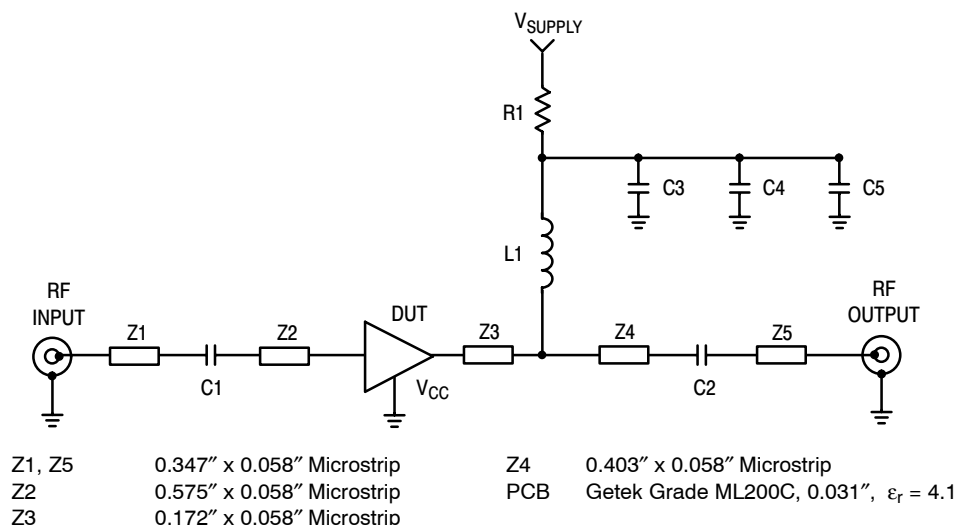 VSUPPLY
R1
C3
C4
C5
L1
RF
INPUT
Z1
C1
Z2
DUT
VCC
Z3
Z4
C2
Z5
RF
OUTPUT
Z1, Z5 0.347″ x 0.058″ Microstrip
Z2 0.575″ x 0.058″ Microstrip
Z3 0.172″ x 0.058″ Microstrip
Z4 0.403″ x 0.058″ Microstrip
PCB Getek Grade ML200C, 0.031″, εr = 4.1